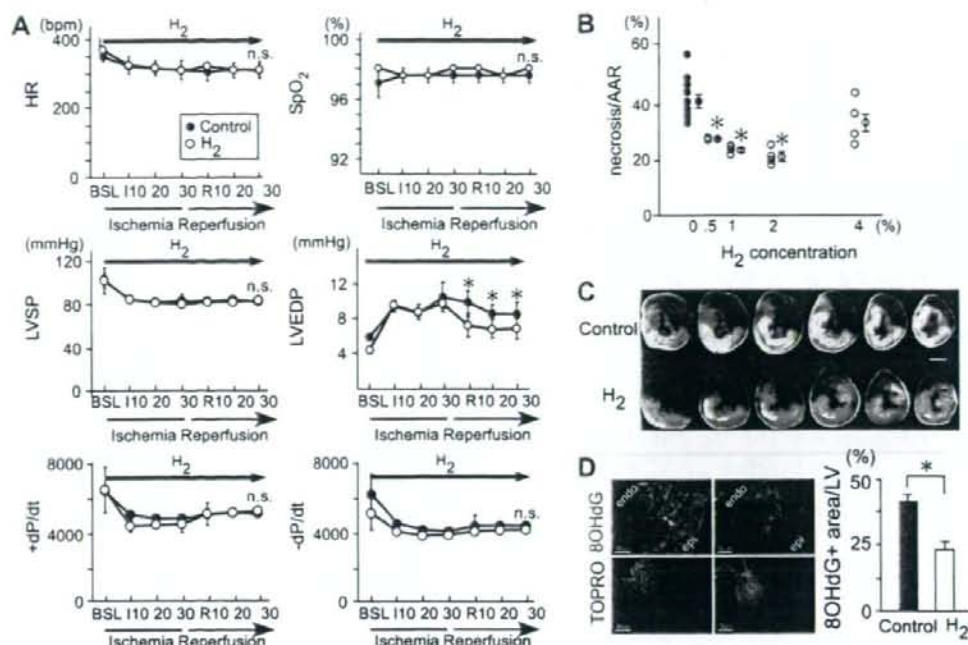 A
(bpm)
H2
400
300
200
100
0
HR
n.s.
Control
H2
BSL I10 20 30 R10 20 30
Ischemia Reperfusion
(%)
H2
100
96
92
SpO2
n.s.
BSL I10 20 30 R10 20 30
Ischemia Reperfusion
(mmHg)
H2
120
80
40
0
LVSP
n.s.
BSL I10 20 30 R10 20 30
Ischemia Reperfusion
(mmHg)
H2
12
8
4
LVEDP
* * *
BSL I10 20 30 R10 20 30
Ischemia Reperfusion
8000
4000
0
+dP/dt
H2
n.s.
BSL I10 20 30 R10 20 30
Ischemia Reperfusion
8000
4000
0
-dP/dt
H2
n.s.
BSL I10 20 30 R10 20 30
Ischemia Reperfusion
B
(%)
60
40
20
0
necrosis/AAR
* * *
0 .5 1 2 4 (%)
H2 concentration
C
Control
H2
D
TOPRO 8OHdG
endo
epi
endo
epi
(%)
50
25
0
8OHdG+ area/LV
*
Control H2